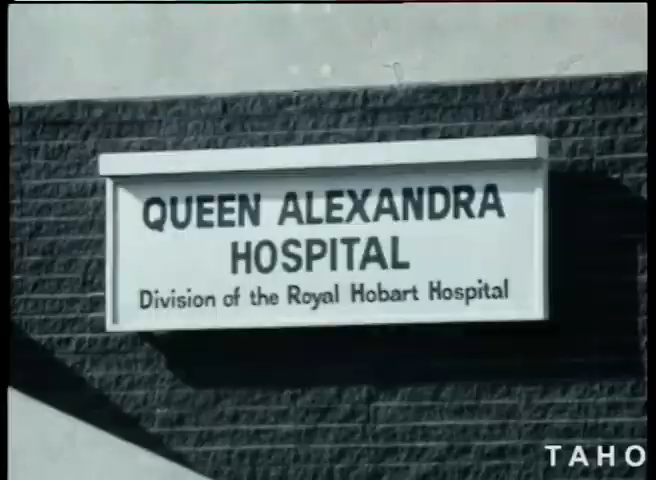 QUEEN ALEXANDRA
HOSPITAL
Division of the Royal Hobart Hospital
TAHO